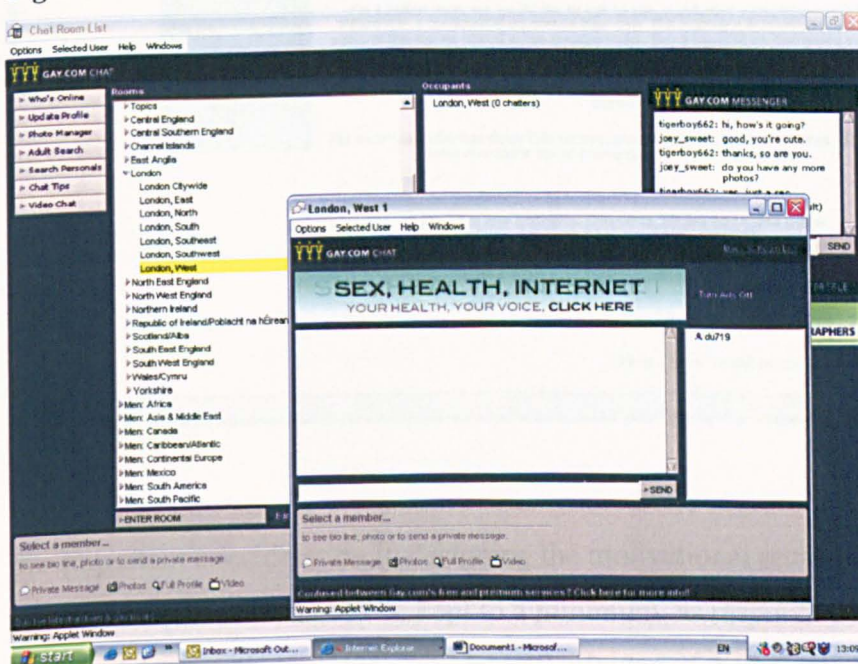 Chat Room List
Options Selected User Help Windows
GAY.COM CHAT
Who's Online
Update Profile
Photo Manager
Adult Search
Search Personals
Chat Tips
Video Chat
Rooms
Topics
Central England
Central Southern England
Channel Islands
East Anglia
London
London Citywide
London, East
London, North
London, South
London, Southeast
London, Southwest
London, West
North East England
North West England
Northern Ireland
Republic of Ireland/Poblacht na hÉirean
Scotland/Alba
South East England
South West England
Wales/Cymru
Yorkshire
Men: Africa
Men: Asia & Middle East
Men: Canada
Men: Caribbean/Atlantic
Men: Continental Europe
Men: Mexico
Men: South America
Men: South Pacific
ENTER ROOM
Occupants
London, West (0 chatters)
GAY.COM MESSENGER
tigerboy662: hi, how's it going?
joey_sweet: good, you're cute.
tigerboy662: thanks, so are you.
joey_sweet: do you have any more
photos?
tigerboy662: yes, just a sec
SEND
RAPHERS
London, West 1
Options Selected User Help Windows
GAY.COM CHAT
Turn Ads Off
SEX, HEALTH, INTERNET
YOUR HEALTH, YOUR VOICE, CLICK HERE
A du719
SEND
Select a member...
to see bio line, photo or to send a private message.
Private Message Photos Full Profile Video
Confused between Gay.com's free and premium services? Click here for more info!
Warning: Applet Window
Select a member...
to see bio line, photo or to send a private message.
Private Message Photos Full Profile Video
Warning: Applet Window
start
Inbox - Microsoft Out...
Internet Explorer
Document1 - Microsof...
EN
13:09